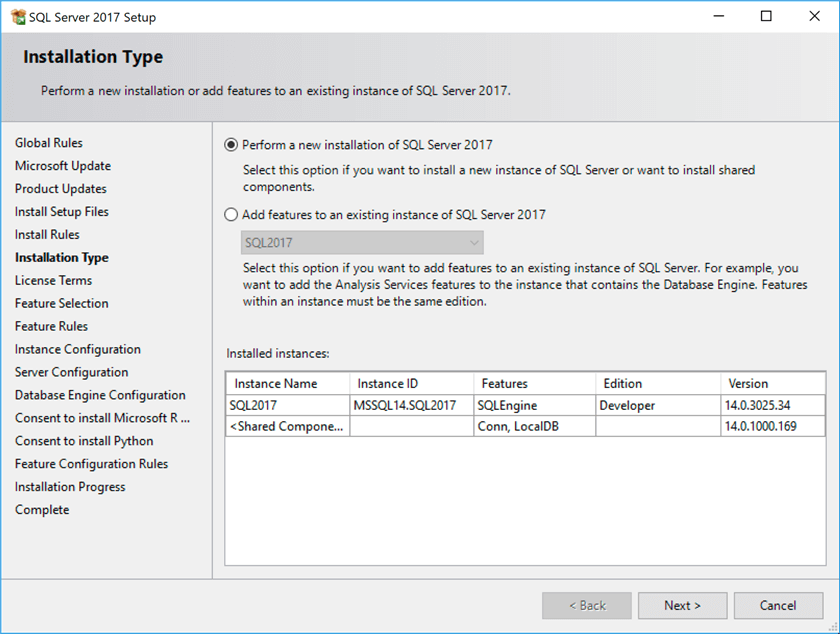 SQL Server 2017 Setup
Installation Type
Perform a new installation or add features to an existing instance of SQL Server 2017.
Global Rules
Microsoft Update
Product Updates
Install Setup Files
Install Rules
Installation Type
License Terms
Feature Selection
Feature Rules
Instance Configuration
Server Configuration
Database Engine Configuration
Consent to install Microsoft R ...
Consent to install Python
Feature Configuration Rules
Installation Progress
Complete
Perform a new installation of SQL Server 2017
Select this option if you want to install a new instance of SQL Server or want to install shared
components.
Add features to an existing instance of SQL Server 2017
SQL2017
Select this option if you want to add features to an existing instance of SQL Server. For example, you
want to add the Analysis Services features to the instance that contains the Database Engine. Features
within an instance must be the same edition.
Installed instances:
Instance Name Instance ID Features Edition Version
SQL2017 MSSQL14.SQL2017 SQLEngine Developer 14.0.3025.34
<Shared Compone... Conn, LocalDB 14.0.1000.169
< Back Next > Cancel